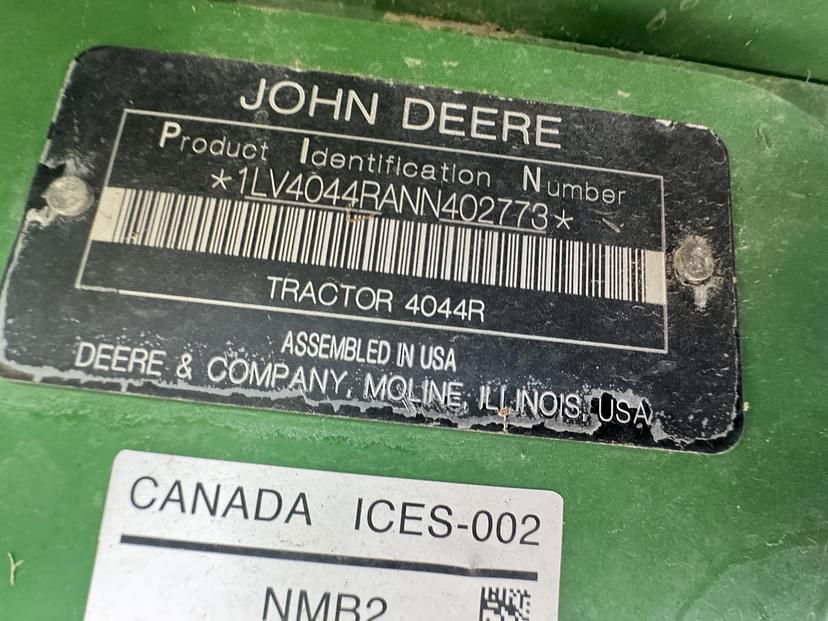 JOHN DEERE
Product Identification Number
*1LV4044RANN402773*
TRACTOR 4044R
ASSEMBLED IN USA
DEERE & COMPANY, MOLINE, ILLINOIS, USA
CANADA ICES-002
NMB2